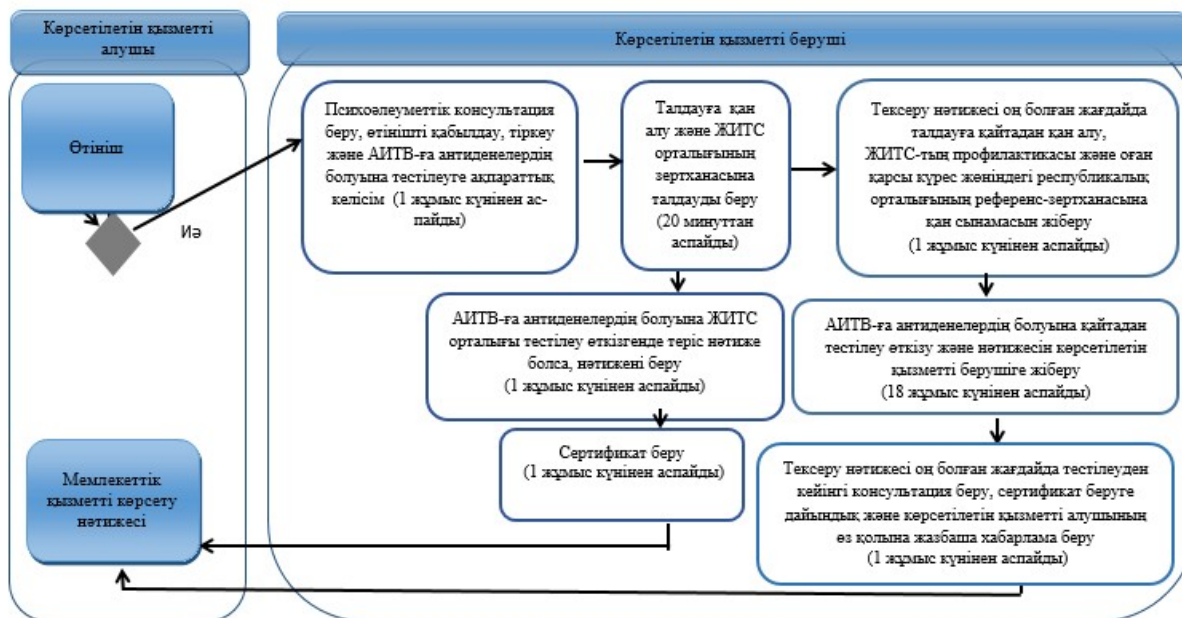 Көрсетілетін қызметті
алушы
Көрсетілетін қызметті беруші
Өтініш
Иә
Психоәлеуметтік консультация
беру, өтінішті қабылдау, тіркеу
және АИТВ-ға антиденелердің
болуына тестілеуге ақпараттық
келісім (1 жұмыс күнінен ас-
пайды)
Талдауға қан
алу және ЖИТС
орталығының
зертханасына
талдауды беру
(20 минуттан
аспайды)
Тексеру нәтижесі оң болған жағдайда
талдауға қайтадан қан алу,
ЖИТС-тың профилактикасы және оған
қарсы күрес жөніндегі республикалық
орталығының референс-зертханасына
қан сынамасын жіберу
(1 жұмыс күнінен аспайды)
АИТВ-ға антиденелердің болуына ЖИТС
орталығы тестілеу өткізгенде теріс нәтиже
болса, нәтижені беру
(1 жұмыс күнінен аспайды)
АИТВ-ға антиденелердің болуына қайтадан
тестілеу өткізу және нәтижесін көрсетілетін
қызметті берушіге жіберу
(18 жұмыс күнінен аспайды)
Сертификат беру
(1 жұмыс күнінен аспайды)
Тексеру нәтижесі оң болған жағдайда тестілеуден
кейінгі консультация беру, сертификат беруге
дайындық және көрсетілетін қызметті алушының
өз қолына жазбаша хабарлама беру
(1 жұмыс күнінен аспайды)
Мемлекеттік
қызметті көрсету
нәтижесі